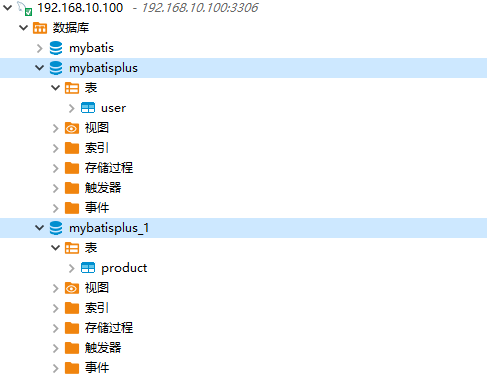 192.168.10.100 - 192.168.10.100:3306
数据库
mybatis
mybatisplus
表
user
视图
索引
存储过程
触发器
事件
mybatisplus_1
表
product
视图
索引
存储过程
触发器
事件